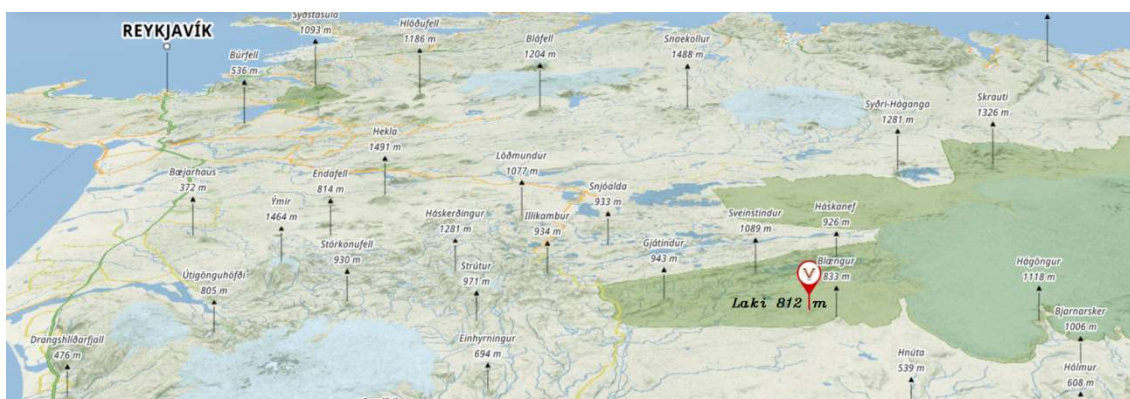 Syðstasúla
1093 m
REYKJAVÍK
Hlöðufell
1186 m
Bláfell
1204 m
Snækollur
1488 m
Búrfell
536 m
Syðri-Háganga
1281 m
Skrauti
1326 m
Hekla
1491 m
Löðmundur
1077 m
Bæjarhaus
372 m
Endafell
814 m
Snjóalda
933 m
Ýmir
1464 m
Háskerðingur
1281 m
Illikambur
934 m
Sveinstindur
1089 m
Háskanef
926 m
Stórkonufell
930 m
Gjátindur
943 m
Blængur
833 m
Strútur
971 m
Útigönguhöfði
805 m
V
Laki 812 m
Hágöngur
1118 m
Bjarnarsker
1006 m
Drangshlíðarfjall
476 m
Einhyrningur
694 m
Hnúta
539 m
Hólmur
608 m